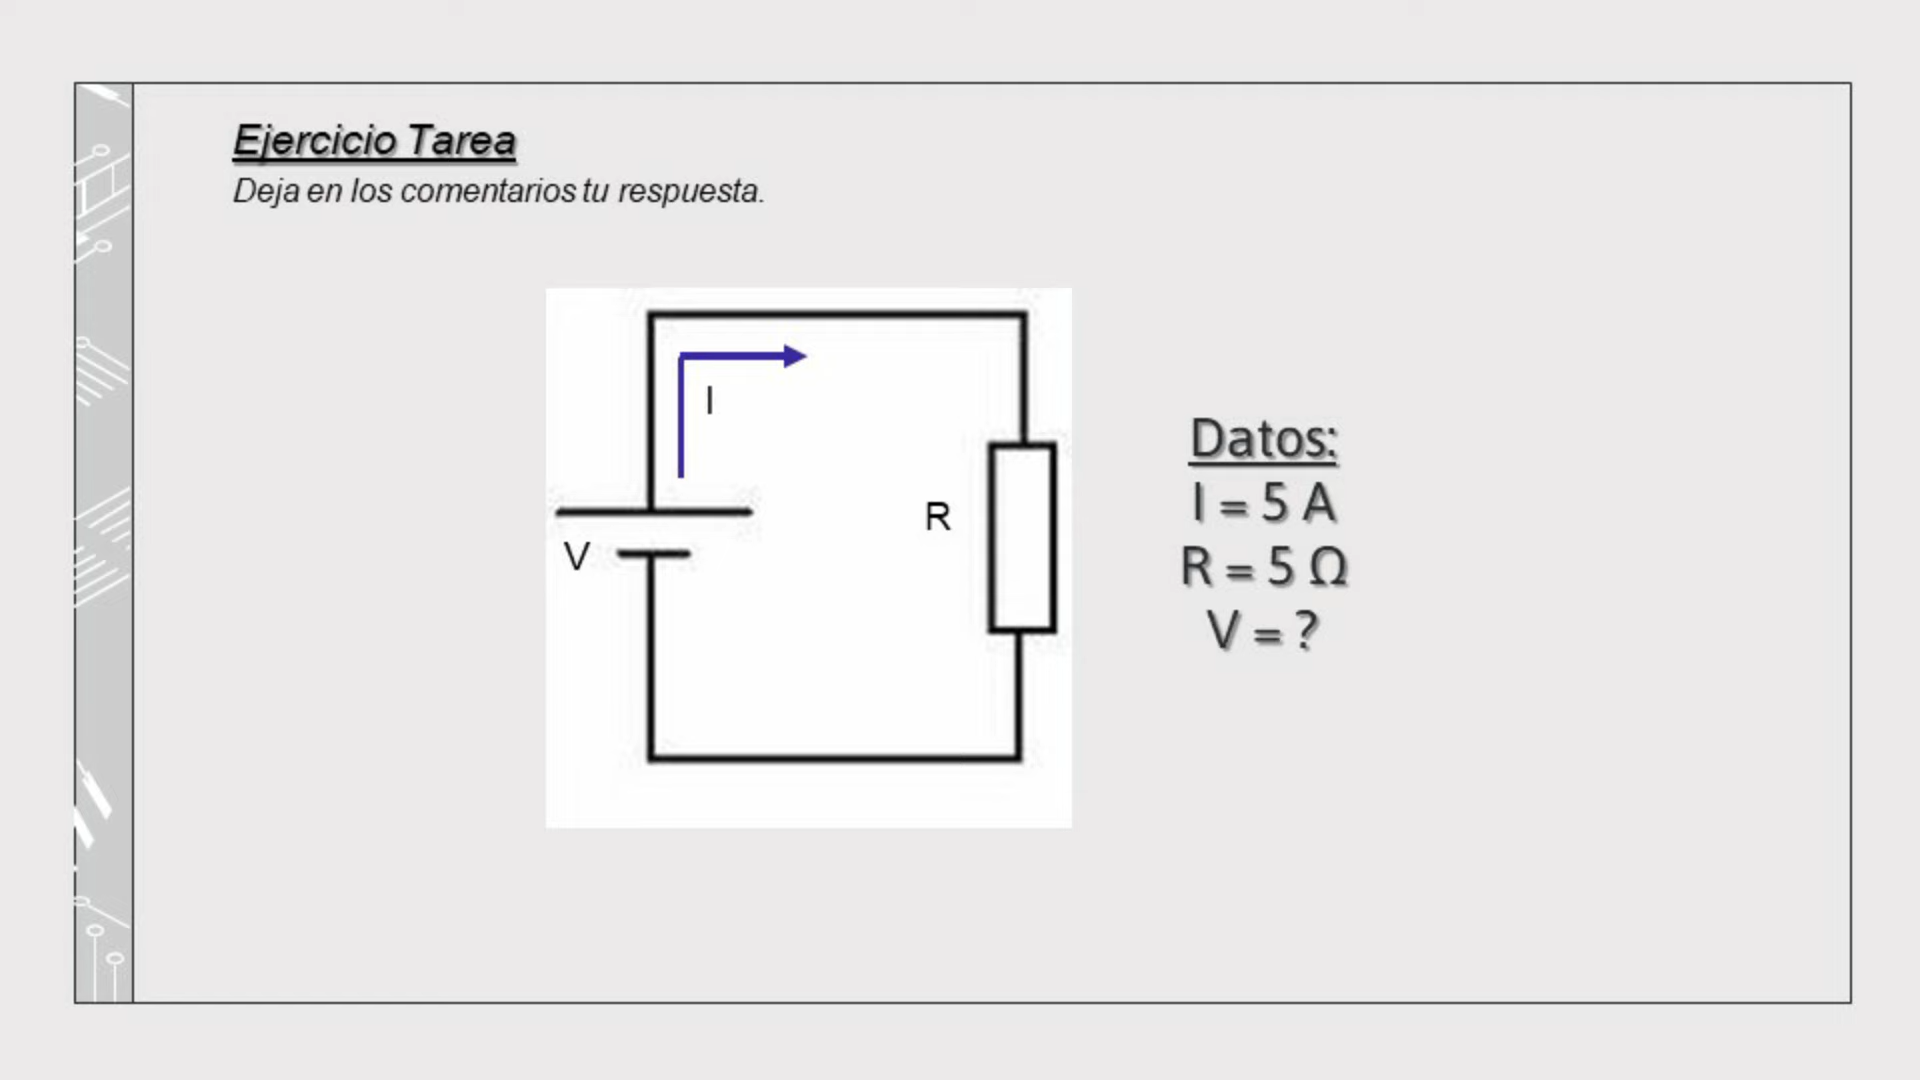 Ejercicio Tarea
Deja en los comentarios tu respuesta.
I
V
R
Datos:
I = 5 A
R = 5 Ω
V = ?